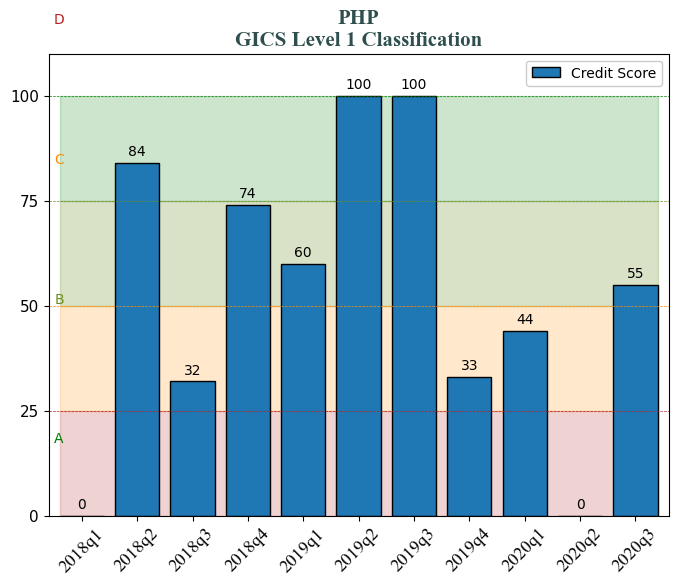 D
PHP
GICS Level 1 Classification
Credit Score
100
75
50
25
0
C
B
A
0
84
32
74
60
100
100
33
44
0
55
2018q1
2018q2
2018q3
2018q4
2019q1
2019q2
2019q3
2019q4
2020q1
2020q2
2020q3